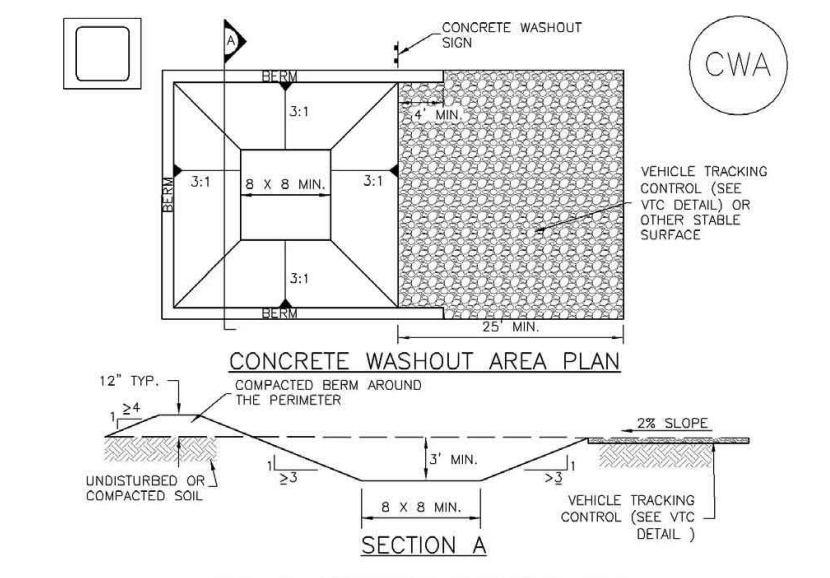 A
CONCRETE WASHOUT
SIGN
CWA
BERM
3:1
4' MIN.
BERM
3:1
8 X 8 MIN.
3:1
VEHICLE TRACKING
CONTROL (SEE
VTC DETAIL) OR
OTHER STABLE
SURFACE
3:1
BERM
25' MIN.
CONCRETE WASHOUT AREA PLAN
12" TYP.
COMPACTED BERM AROUND
THE PERIMETER
1
≥4
2% SLOPE
3' MIN.
1
≥3
1
>3
UNDISTURBED OR
COMPACTED SOIL
8 X 8 MIN.
VEHICLE TRACKING
CONTROL (SEE VTC
DETAIL )
SECTION A